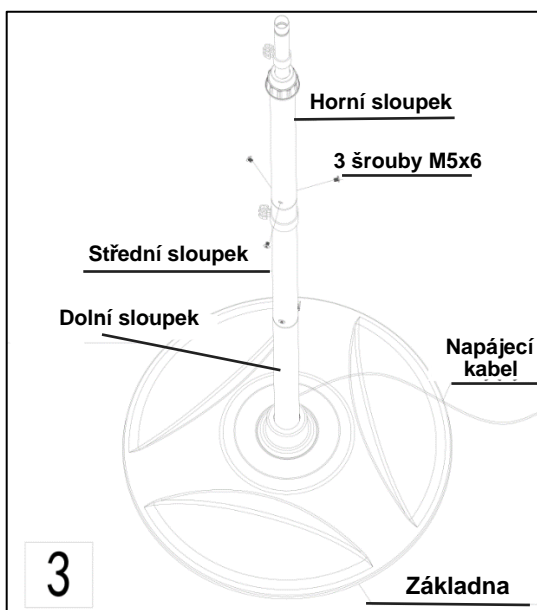 Horní sloupek
3 šrouby M5x6
Střední sloupek
Dolní sloupek
Napájecí
kabel
3
Základna